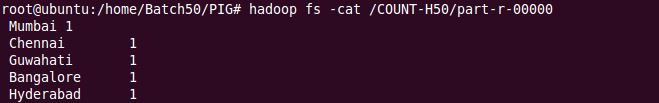 root@ubuntu:/home/Batch50/PIG# hadoop fs -cat /COUNT-H50/part-r-00000
Mumbai 1
Chennai 1
Guwahati 1
Bangalore 1
Hyderabad 1